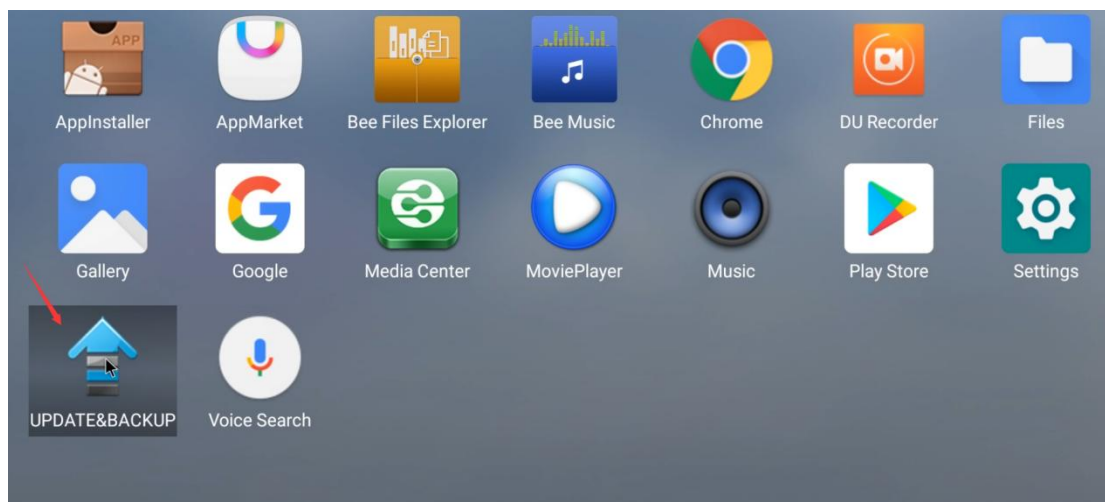 APP
AppInstaller
AppMarket
Bee Files Explorer
Bee Music
Chrome
DU Recorder
Files
Gallery
Google
Media Center
MoviePlayer
Music
Play Store
Settings
UPDATE&BACKUP
Voice Search